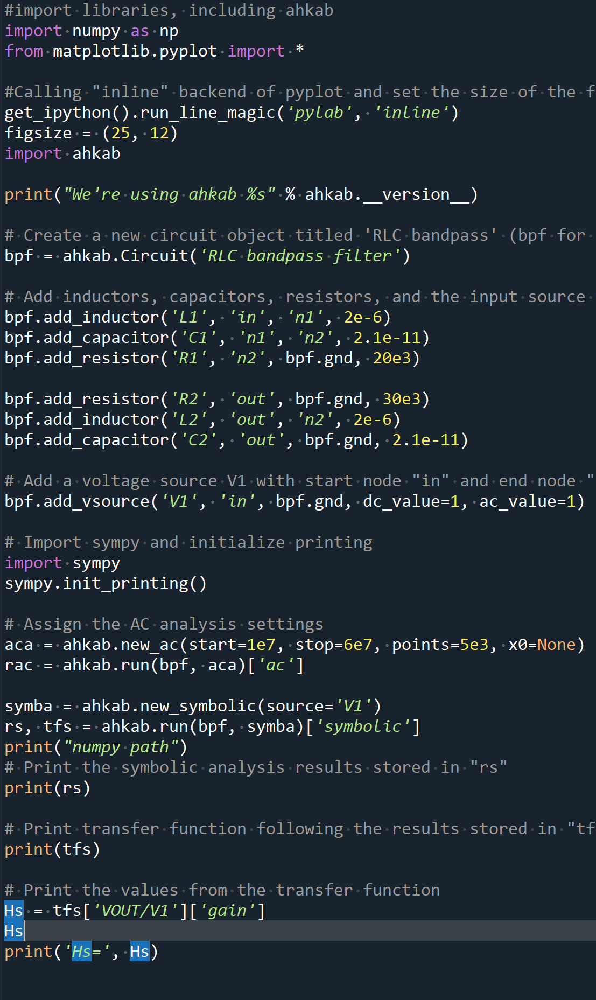 #import libraries, including ahkab
import numpy as np
from matplotlib.pyplot import *
#Calling "inline" backend of pyplot and set the size of the f
get_ipython().run_line_magic('pylab', 'inline')
figsize = (25, 12)
import ahkab
print("We're using ahkab %s" % ahkab.__version__)
# Create a new circuit object titled 'RLC bandpass' (bpf for
bpf = ahkab.Circuit('RLC bandpass filter')
# Add inductors, capacitors, resistors, and the input source
bpf.add_inductor('L1', 'in', 'n1', 2e-6)
bpf.add_capacitor('C1', 'n1', 'n2', 2.1e-11)
bpf.add_resistor('R1', 'n2', bpf.gnd, 20e3)
bpf.add_resistor('R2', 'out', bpf.gnd, 30e3)
bpf.add_inductor('L2', 'out', 'n2', 2e-6)
bpf.add_capacitor('C2', 'out', bpf.gnd, 2.1e-11)
# Add a voltage source V1 with start node "in" and end node "
bpf.add_vsource('V1', 'in', bpf.gnd, dc_value=1, ac_value=1)
# Import sympy and initialize printing
import sympy
sympy.init_printing()
# Assign the AC analysis settings
aca = ahkab.new_ac(start=1e7, stop=6e7, points=5e3, x0=None)
rac = ahkab.run(bpf, aca)['ac']
symba = ahkab.new_symbolic(source='V1')
rs, tfs = ahkab.run(bpf, symba)['symbolic']
print("numpy path")
# Print the symbolic analysis results stored in "rs"
print(rs)
# Print transfer function following the results stored in "tf
print(tfs)
# Print the values from the transfer function
Hs = tfs['VOUT/V1']['gain']
Hs
print('Hs=', Hs)